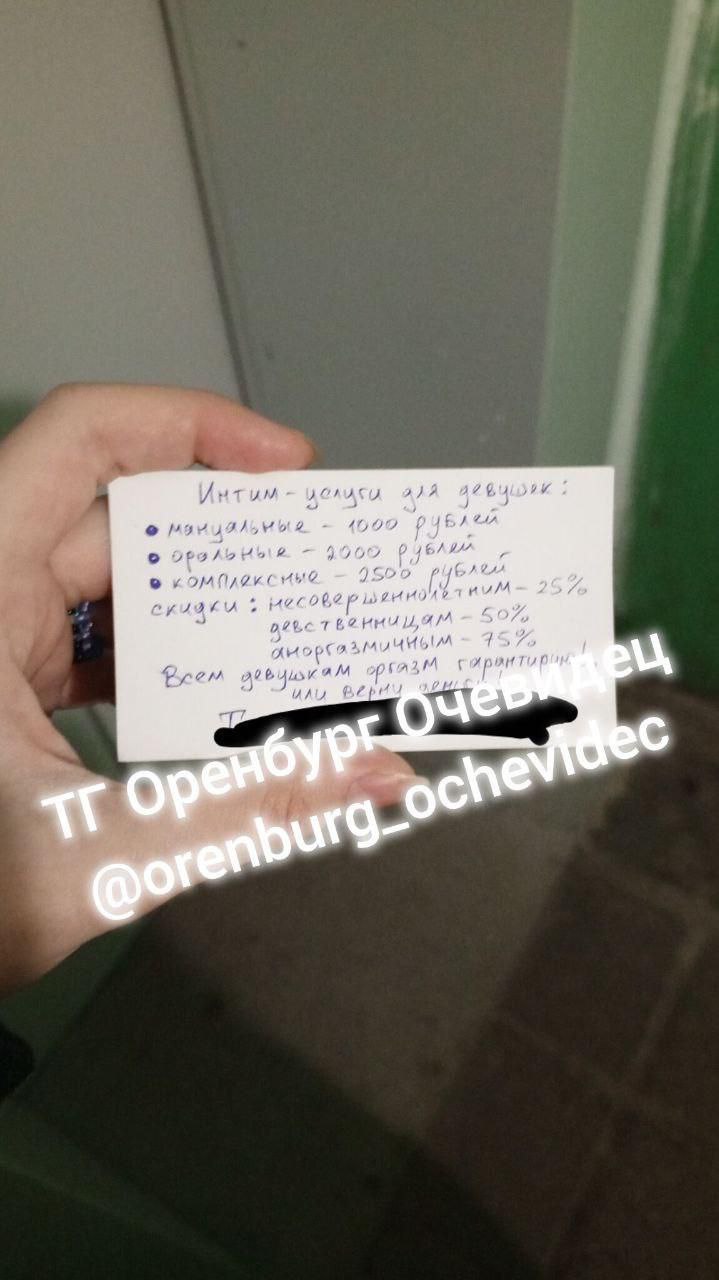 Интим-услуги для девушек:
• мануальные - 1000 рублей
• оральные - 2000 рублей
• комплексные - 2500 рублей
скидки: несовершеннолетним - 25%
девственницам - 50%
аноргазмичным - 75%
Всем девушкам оргазм гарантирую!
или верну
ТГ Оренбург Очевидец
@orenburg_ochevidec